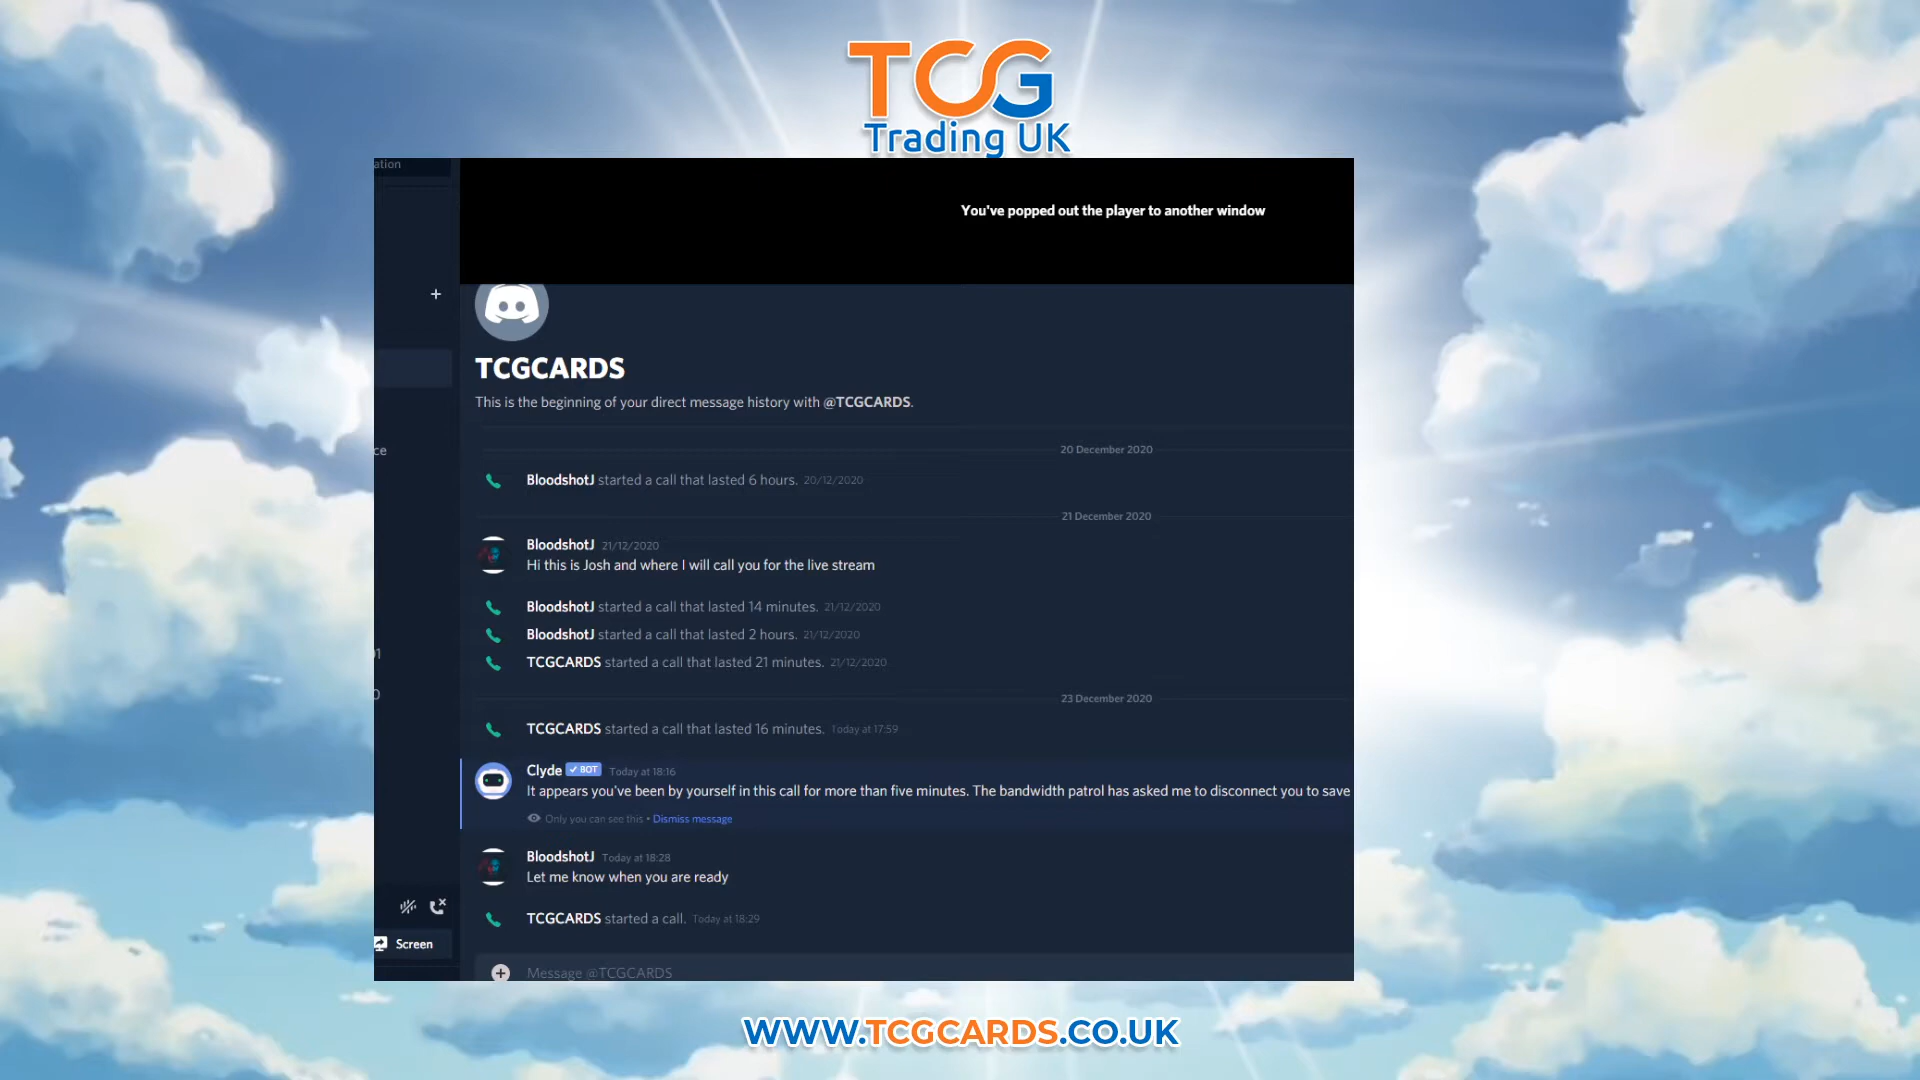 TCG
Trading UK
ation
You've popped out the player to another window
TCGCARDS
This is the beginning of your direct message history with @TCGCARDS.
20 December 2020
ce
BloodshotJ started a call that lasted 6 hours. 20/12/2020
21 December 2020
BloodshotJ 21/12/2020
Hi this is Josh and where I will call you for the live stream
BloodshotJ started a call that lasted 14 minutes. 21/12/2020
BloodshotJ started a call that lasted 2 hours. 21/12/2020
TCGCARDS started a call that lasted 21 minutes. 21/12/2020
23 December 2020
TCGCARDS started a call that lasted 16 minutes. Today at 17:59
Clyde BOT Today at 18:16
It appears you've been by yourself in this call for more than five minutes. The bandwidth patrol has asked me to disconnect you to save
Only you can see this • Dismiss message
BloodshotJ Today at 18:28
Let me know when you are ready
TCGCARDS started a call. Today at 18:29
Screen
Message @TCGCARDS
WWW.TCGCARDS.CO.UK